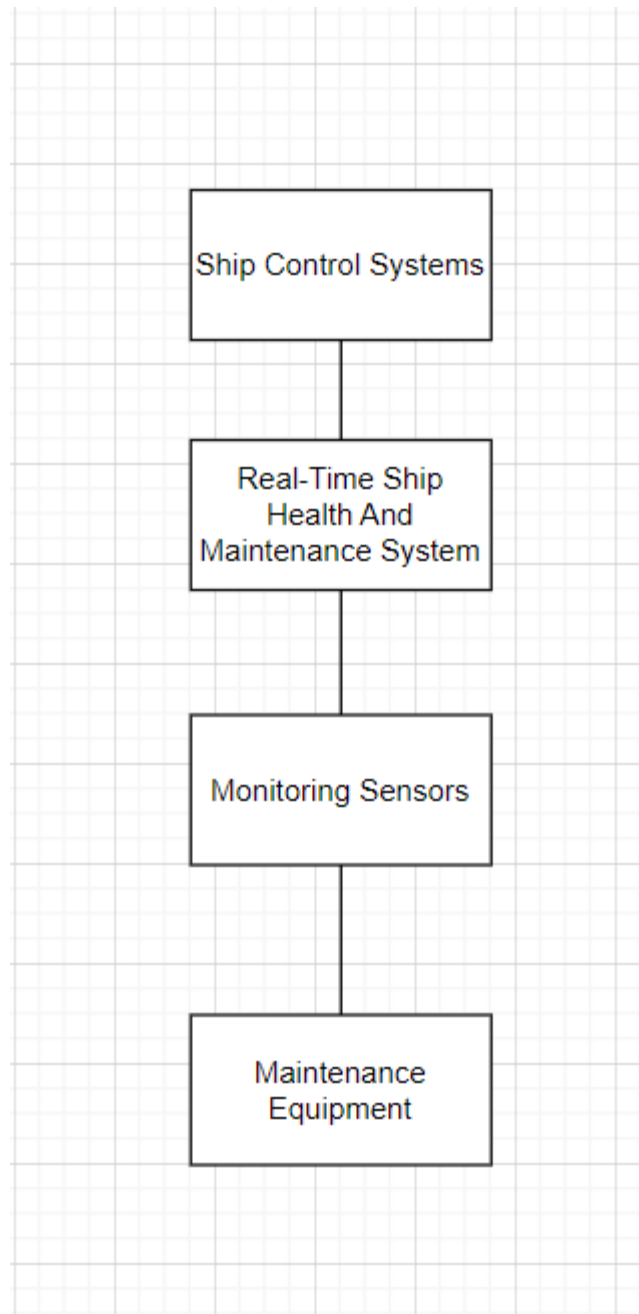 Ship Control Systems
Real-Time Ship
Health And
Maintenance System
Monitoring Sensors
Maintenance
Equipment